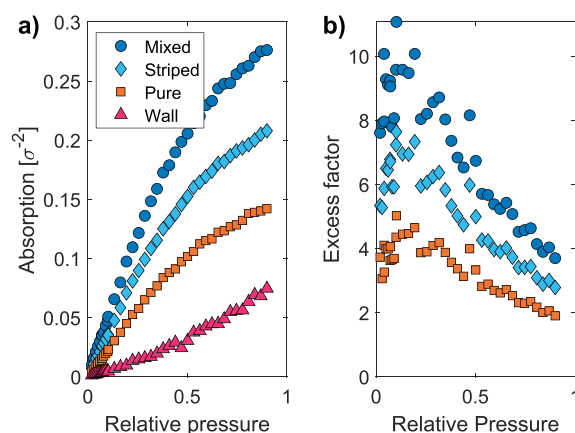 a)
0.3
0.25
0.2
0.15
0.1
0.05
0
0
0.5
1
Absorption [σ⁻²]
Relative pressure
Mixed
Striped
Pure
Wall
b)
10
8
6
4
2
0
0
0.5
1
Excess factor
Relative Pressure